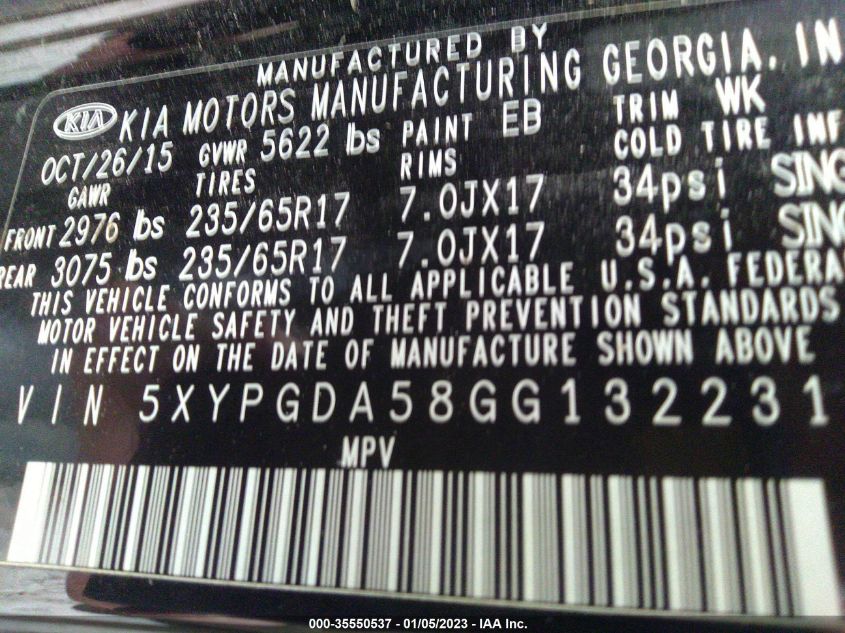 MANUFACTURED BY
KIA KIA MOTORS MANUFACTURING GEORGIA, IN
OCT/26/15 GVWR 5622 lbs PAINT EB TRIM WK
GAWR TIRES RIMS COLD TIRE INF
FRONT 2976 lbs 235/65R17 7.0JX17 34psi SING
REAR 3075 lbs 235/65R17 7.0JX17 34psi SING
THIS VEHICLE CONFORMS TO ALL APPLICABLE U.S.A. FEDERA
MOTOR VEHICLE SAFETY AND THEFT PREVENTION STANDARDS
IN EFFECT ON THE DATE OF MANUFACTURE SHOWN ABOVE
VIN 5XYPGDA58GG132231
MPV
000-35550537 - 01/05/2023 - IAA Inc.